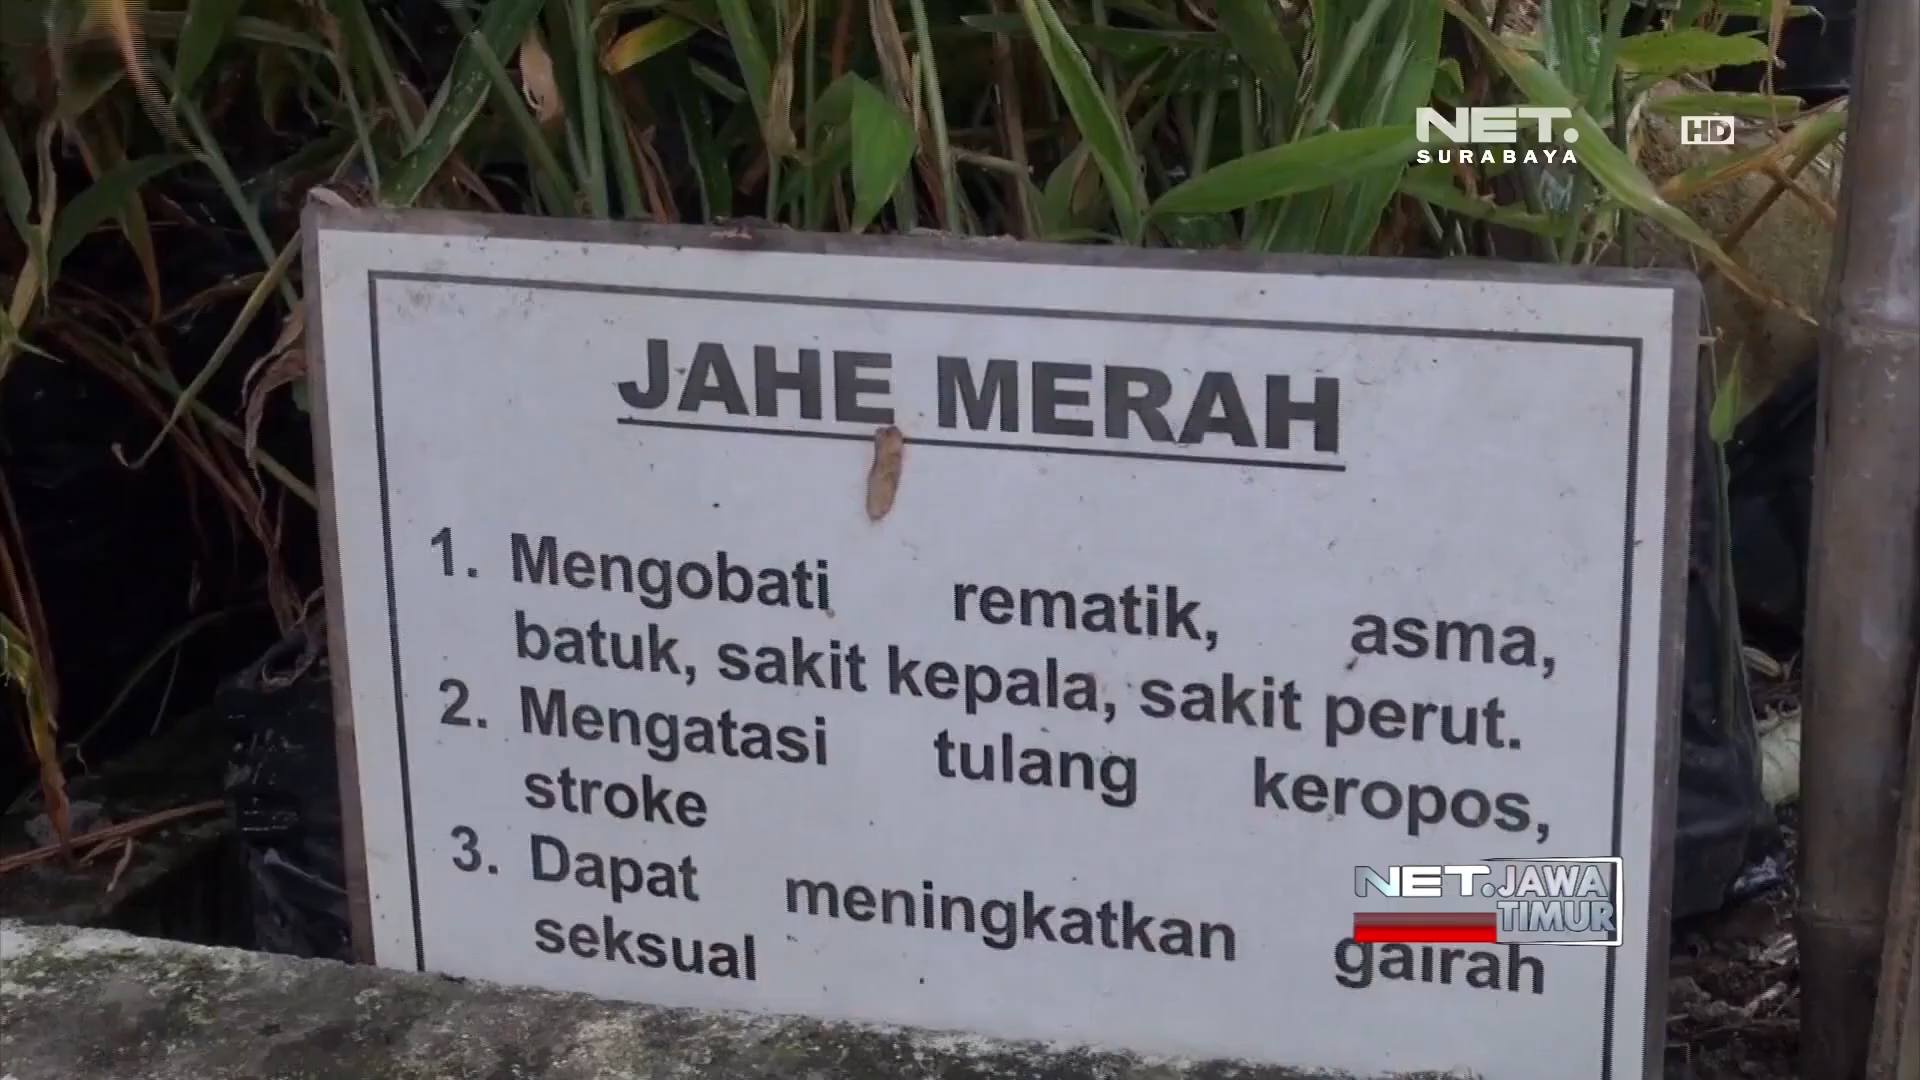 NET.
SURABAYA
HD
JAHE MERAH
1. Mengobati rematik, asma,
batuk, sakit kepala, sakit perut.
2. Mengatasi tulang keropos,
stroke
3. Dapat meningkatkan gairah
seksual
NET. JAWA
TIMUR